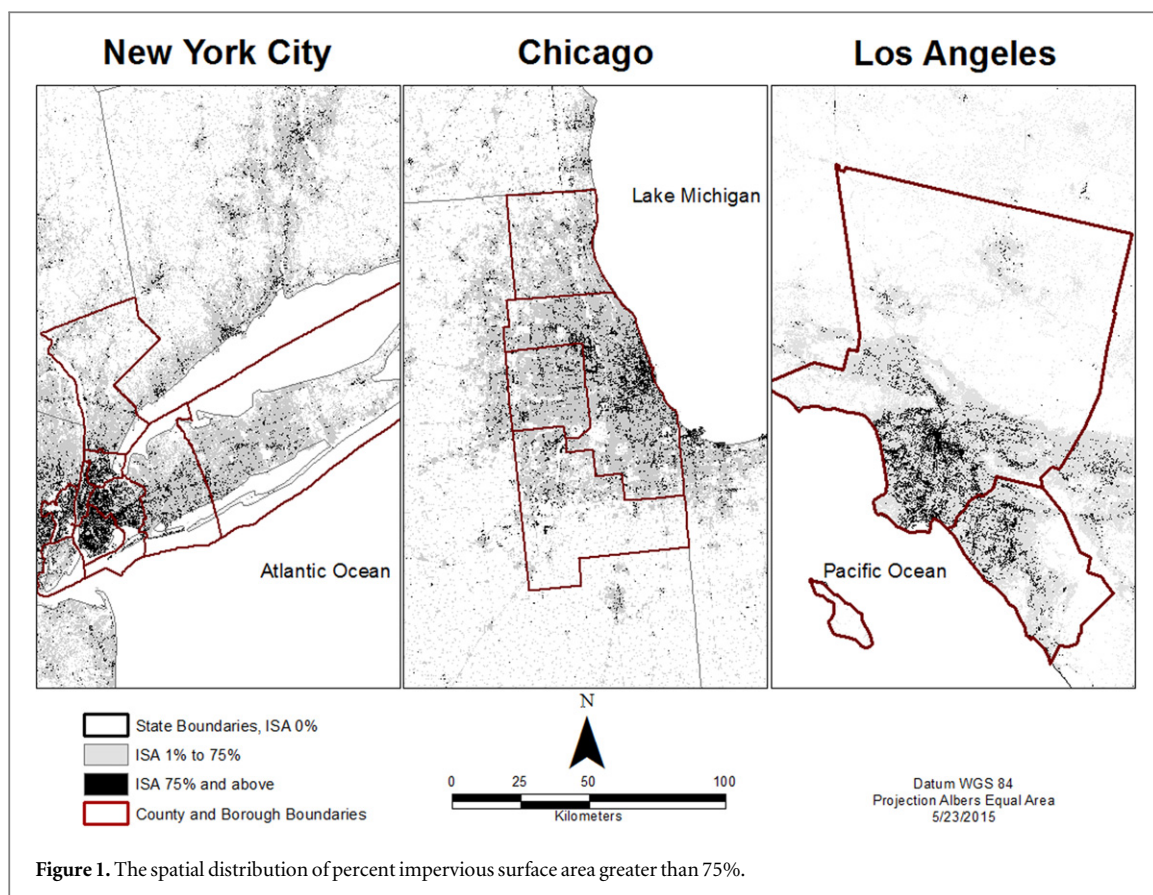 New York City
Chicago
Los Angeles
Lake Michigan
Atlantic Ocean
Pacific Ocean
State Boundaries, ISA 0%
ISA 1% to 75%
ISA 75% and above
County and Borough Boundaries
N
0 25 50 100
Kilometers
Datum WGS 84
Projection Albers Equal Area
5/23/2015
Figure 1. The spatial distribution of percent impervious surface area greater than 75%.